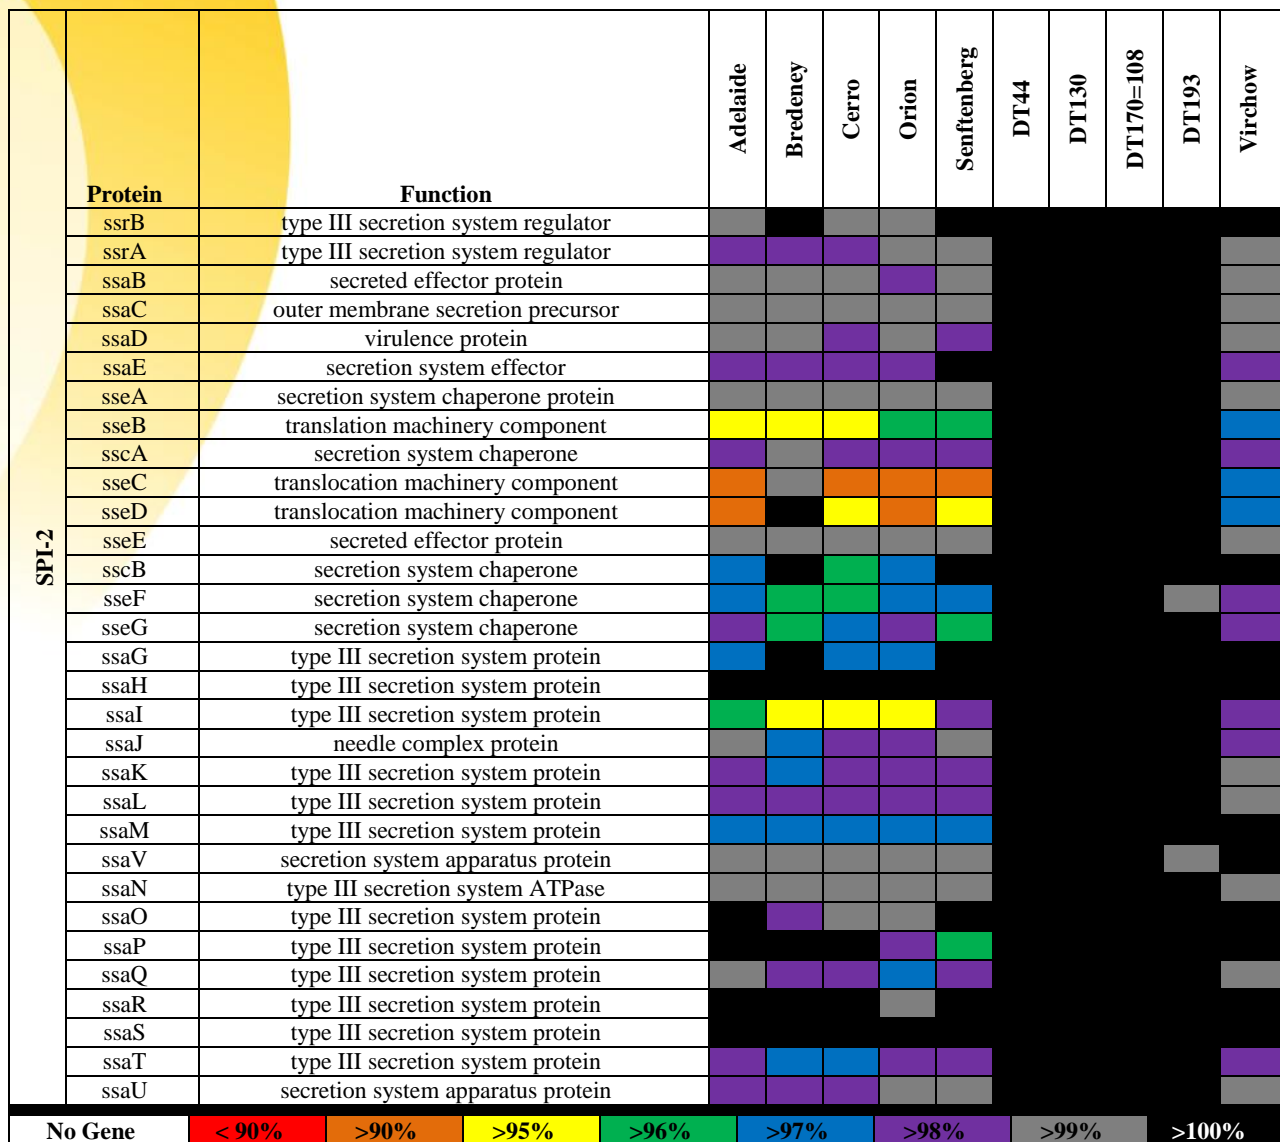 Protein Function Adelaide Bredeney Cerro Orion Senftenberg DT44 DT130 DT170=108 DT193 Virchow
SPI-2
ssrB type III secretion system regulator
ssrA type III secretion system regulator
ssaB secreted effector protein
ssaC outer membrane secretion precursor
ssaD virulence protein
ssaE secretion system effector
sseA secretion system chaperone protein
sseB translation machinery component
sscA secretion system chaperone
sseC translocation machinery component
sseD translocation machinery component
sseE secreted effector protein
sscB secretion system chaperone
sseF secretion system chaperone
sseG secretion system chaperone
ssaG type III secretion system protein
ssaH type III secretion system protein
ssaI type III secretion system protein
ssaJ needle complex protein
ssaK type III secretion system protein
ssaL type III secretion system protein
ssaM type III secretion system protein
ssaV secretion system apparatus protein
ssaN type III secretion system ATPase
ssaO type III secretion system protein
ssaP type III secretion system protein
ssaQ type III secretion system protein
ssaR type III secretion system protein
ssaS type III secretion system protein
ssaT type III secretion system protein
ssaU secretion system apparatus protein
No Gene < 90% >90% >95% >96% >97% >98% >99% >100%